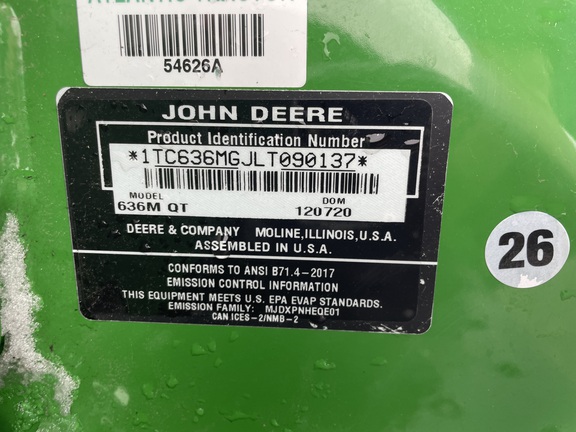 54626A
JOHN DEERE
Product Identification Number
*1TC636MGJLT090137*
MODEL DOM
636M QT 120720
DEERE & COMPANY MOLINE,ILLINOIS,U.S.A.
ASSEMBLED IN U.S.A.
CONFORMS TO ANSI B71.4-2017
EMISSION CONTROL INFORMATION
THIS EQUIPMENT MEETS U.S. EPA EVAP STANDARDS.
EMISSION FAMILY: MJDXPNHEQE01
CAN ICES-2/NMB-2
26